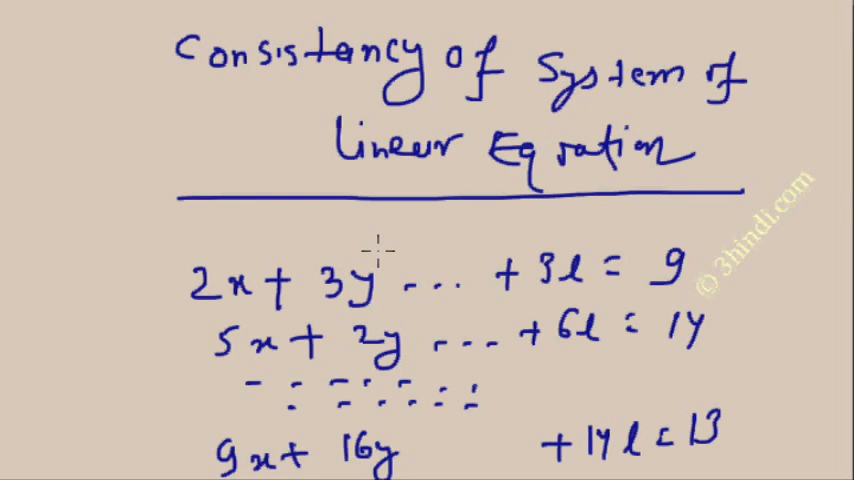 Consistency of System of
linear Equation
© 3hindi.com
2x + 3y ... + 3l = 9
5x + 2y ... + 6l = 14
9x + 16y + 14l = 13